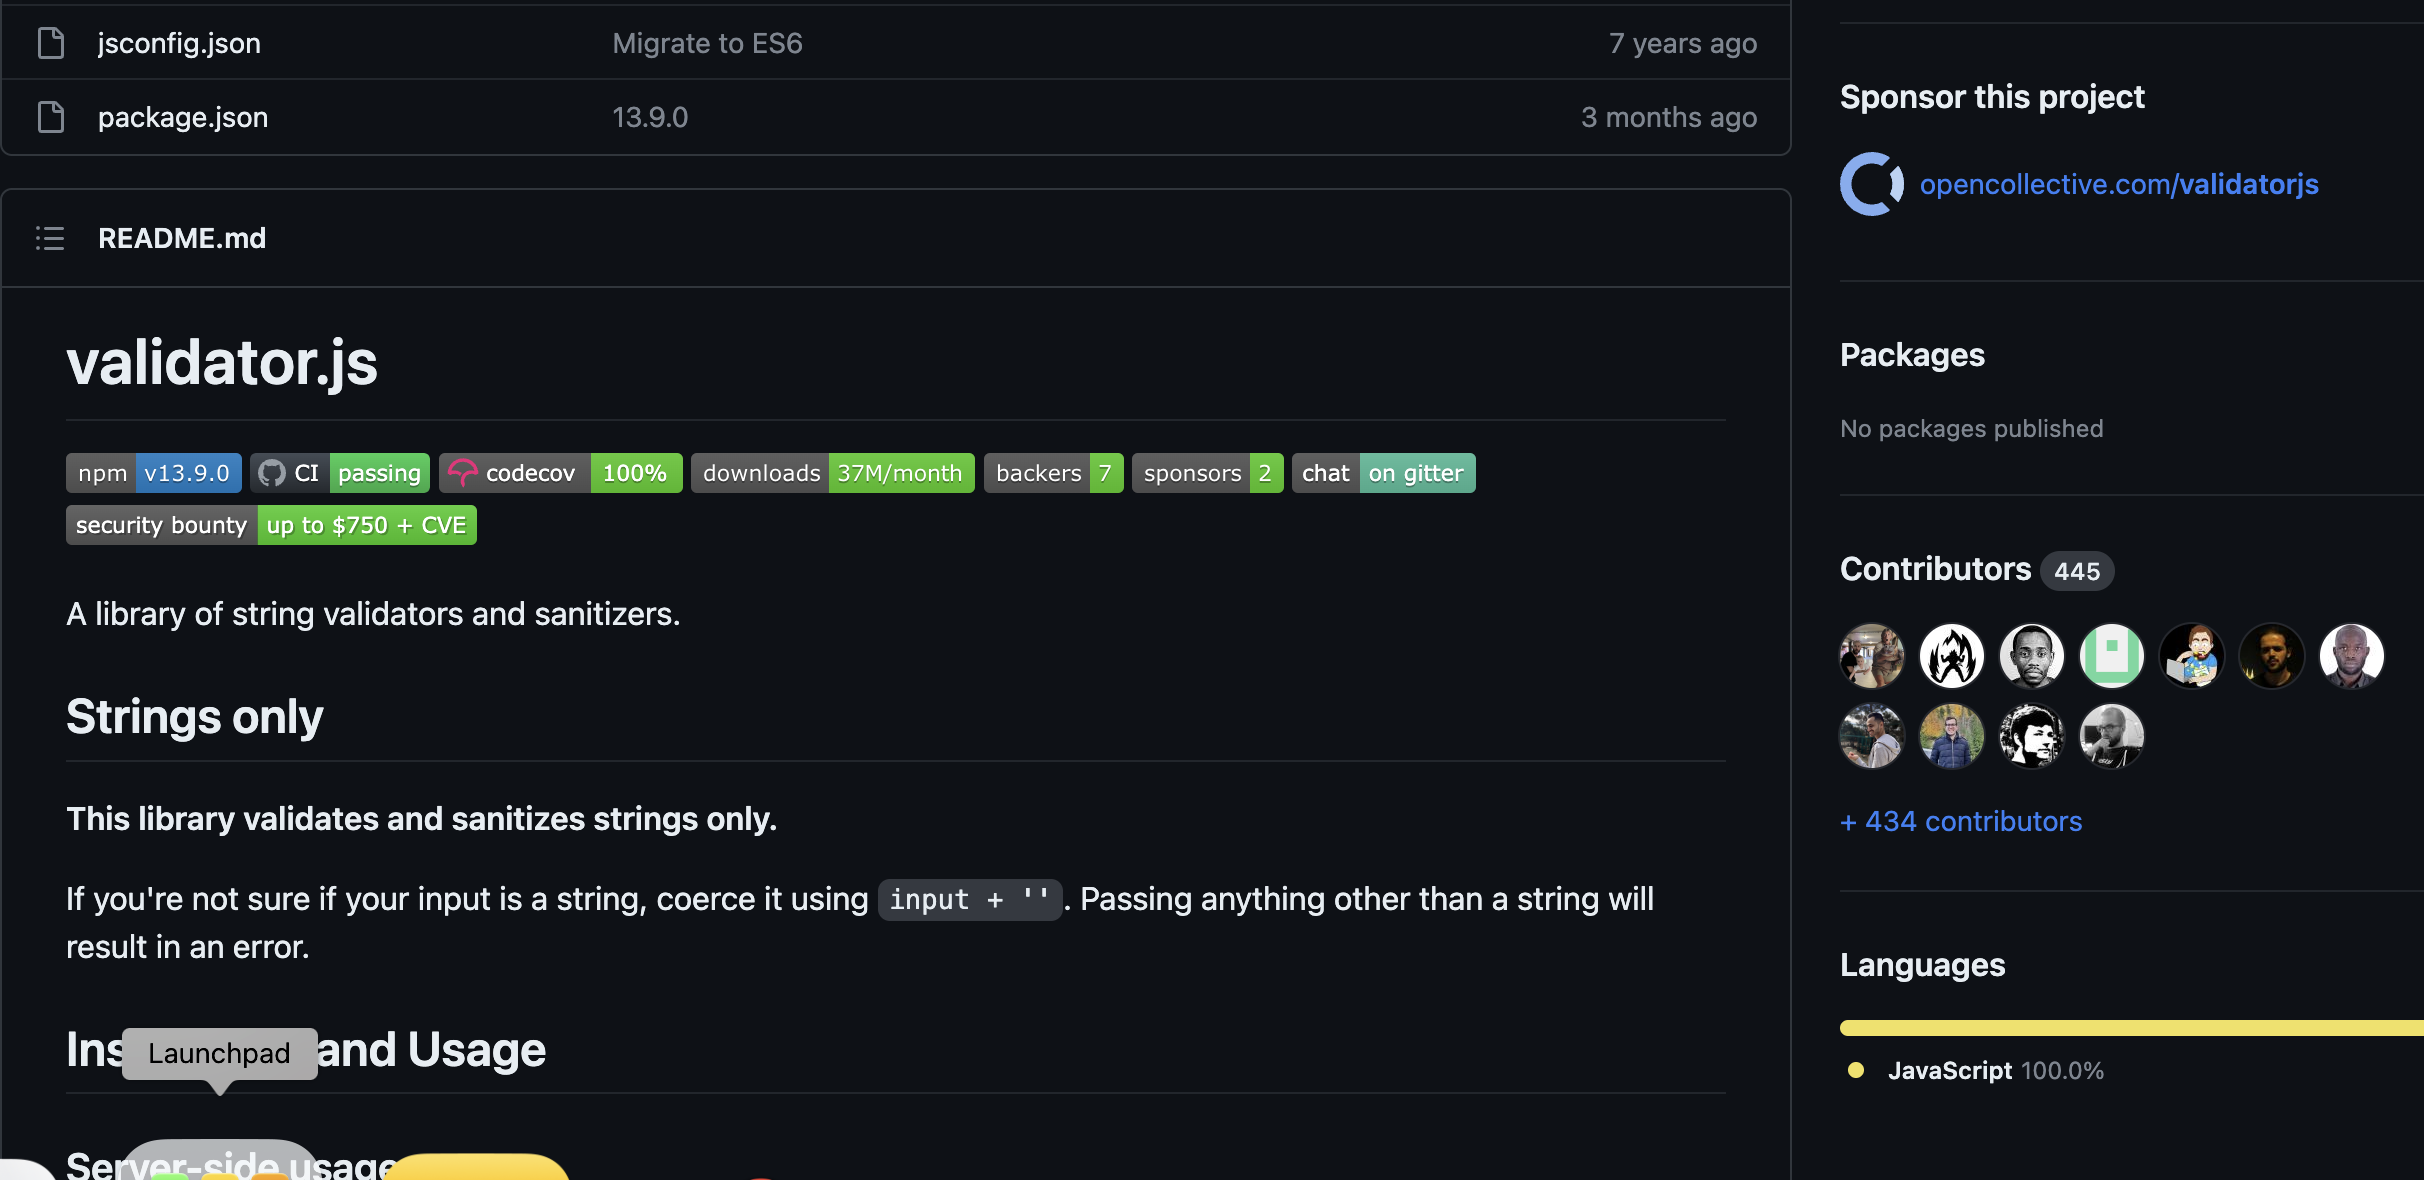 jsconfig.json Migrate to ES6 7 years ago
package.json 13.9.0 3 months ago
README.md
validator.js
npm v13.9.0 CI passing codecov 100% downloads 37M/month backers 7 sponsors 2 chat on gitter
security bounty up to $750 + CVE
A library of string validators and sanitizers.
Strings only
This library validates and sanitizes strings only.
If you're not sure if your input is a string, coerce it using input + ''. Passing anything other than a string will
result in an error.
Ins
Launchpad
and Usage
Server-side usage
Sponsor this project
opencollective.com/validatorjs
Packages
No packages published
Contributors 445
+ 434 contributors
Languages
JavaScript 100.0%